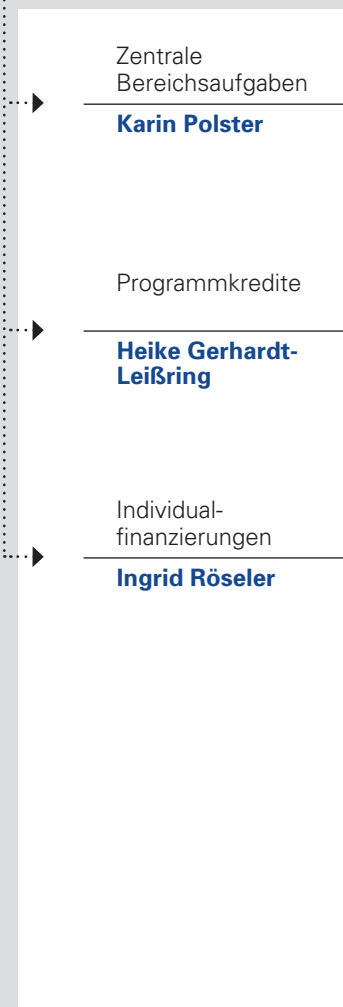 Zentrale
Bereichsaufgaben
Karin Polster
Programmkredite
Heike Gerhardt-
Leißring
Individual-
finanzierungen
Ingrid Röseler